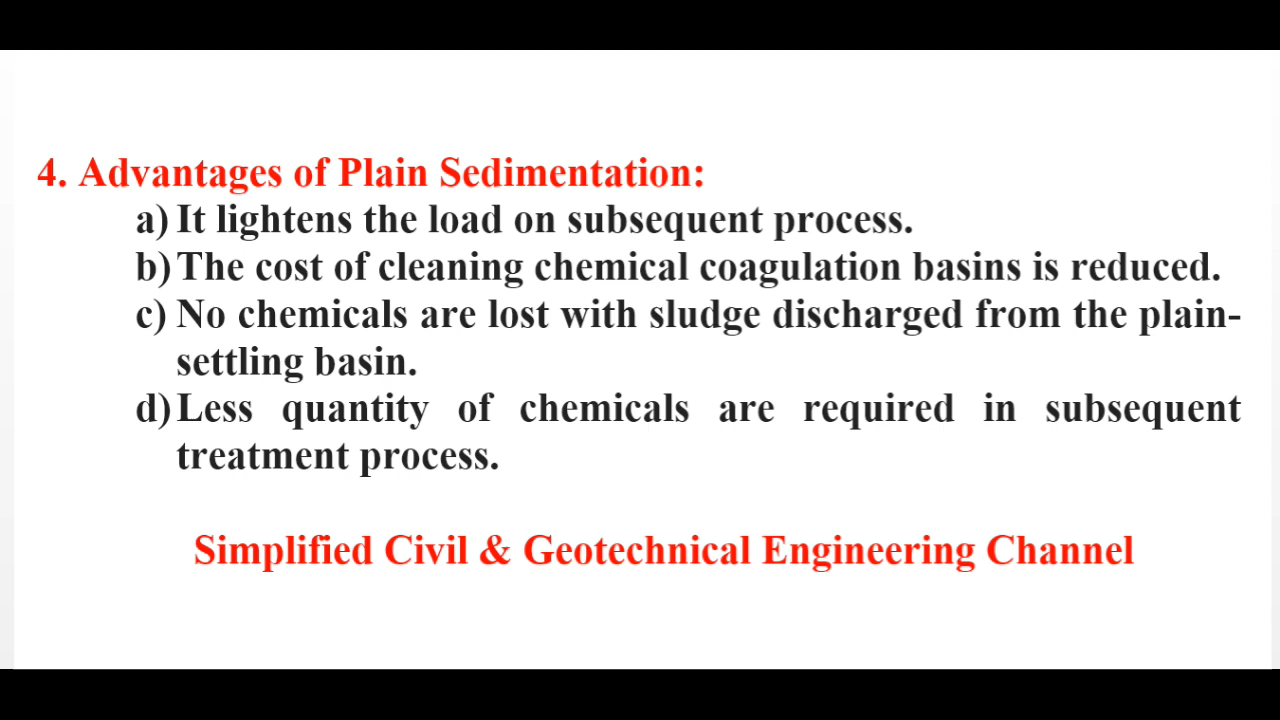 4. Advantages of Plain Sedimentation:
a) It lightens the load on subsequent process.
b) The cost of cleaning chemical coagulation basins is reduced.
c) No chemicals are lost with sludge discharged from the plain-
settling basin.
d) Less quantity of chemicals are required in subsequent
treatment process.
Simplified Civil & Geotechnical Engineering Channel